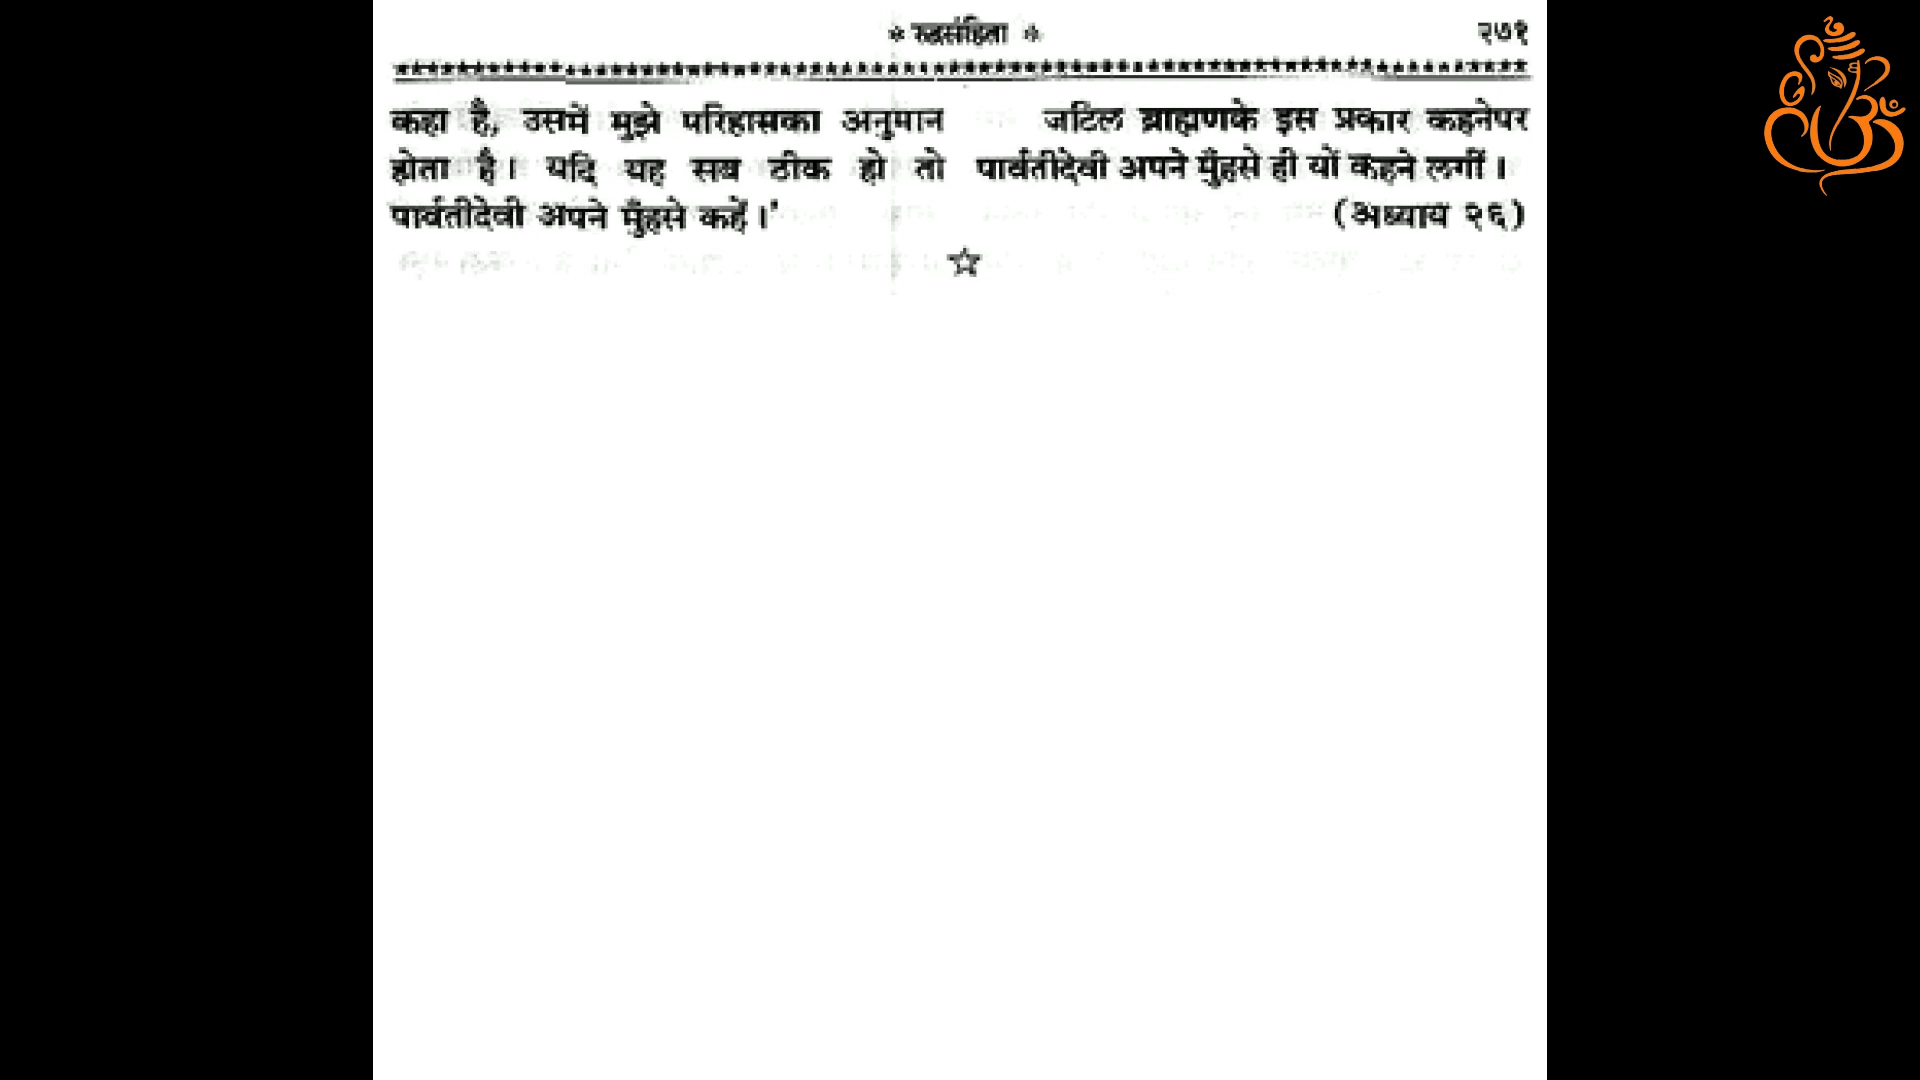 * रुद्रसंहिता *
२७१
कहा है, उसमें मुझे परिहासका अनुमान
होता है। यदि यह सब ठीक हो तो
पार्वतीदेवी अपने मुँहसे कहें।'
जटिल ब्राह्मणके इस प्रकार कहनेपर
पार्वतीदेवी अपने मुँहसे ही यों कहने लगीं।
(अध्याय २६)